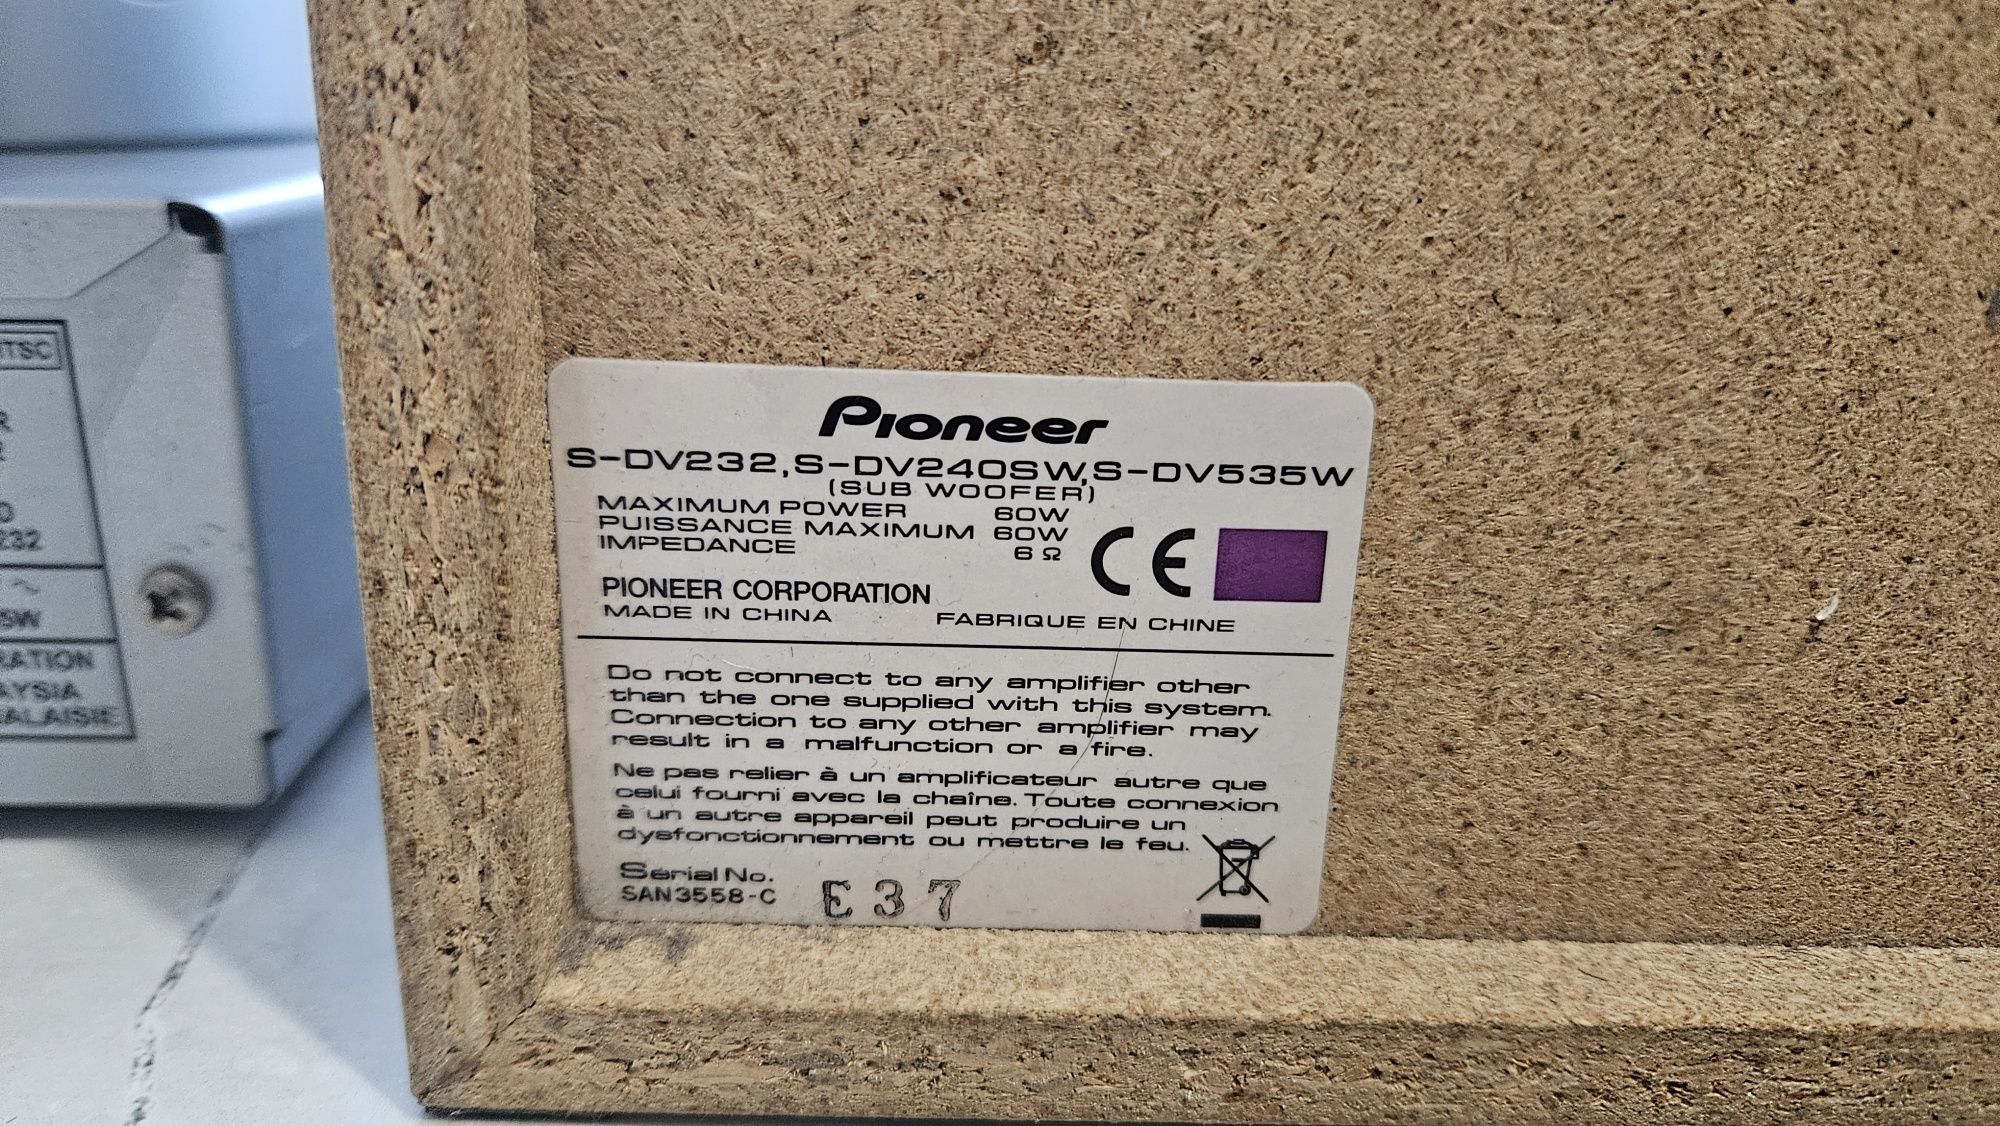 TSC
232
5W
RATION
AYSIA
ALAISIE
Pioneer
S-DV232,S-DV240SW,S-DV535W
(SUB WOOFER)
MAXIMUM POWER 60W
PUISSANCE MAXIMUM 60W
IMPEDANCE 6 Ω
CE
PIONEER CORPORATION
MADE IN CHINA FABRIQUE EN CHINE
Do not connect to any amplifier other
than the one supplied with this system.
Connection to any other amplifier may
result in a malfunction or a fire.
Ne pas relier à un amplificateur autre que
celui fourni avec la chaîne. Toute connexion
à un autre appareil peut produire un
dysfonctionnement ou mettre le feu.
Serial No.
SAN3558-C E37